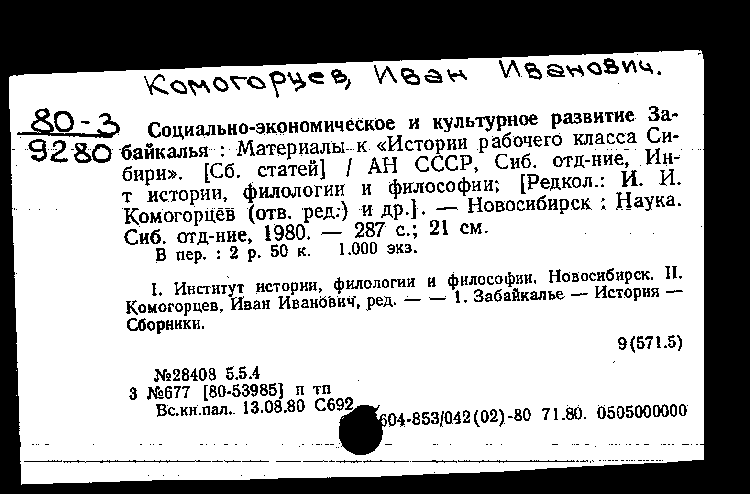 Комогорцев, Иван Иванович.
80-3
9280
Социально-экономическое и культурное развитие За-
байкалья : Материалы к «Истории рабочего класса Си-
бири». [Сб. статей] / АН СССР, Сиб. отд-ние, Ин-
т истории, филологии и философии; [Редкол.: И. И.
Комогорцев (отв. ред.) и др.]. — Новосибирск : Наука.
Сиб. отд-ние, 1980. — 287 с.; 21 см.
В пер. : 2 р. 50 к. 1.000 экз.
I. Институт истории, филологии и философии. Новосибирск. II.
Комогорцев, Иван Иванович, ред. — — 1. Забайкалье — История —
Сборники.
9(571.5)
№28408 5.5.4
3 №677 [80-53985] п тп
Вс.кн.пал. 13.08.80 С692
604-853/042(02)-80 71.80. 0505000000